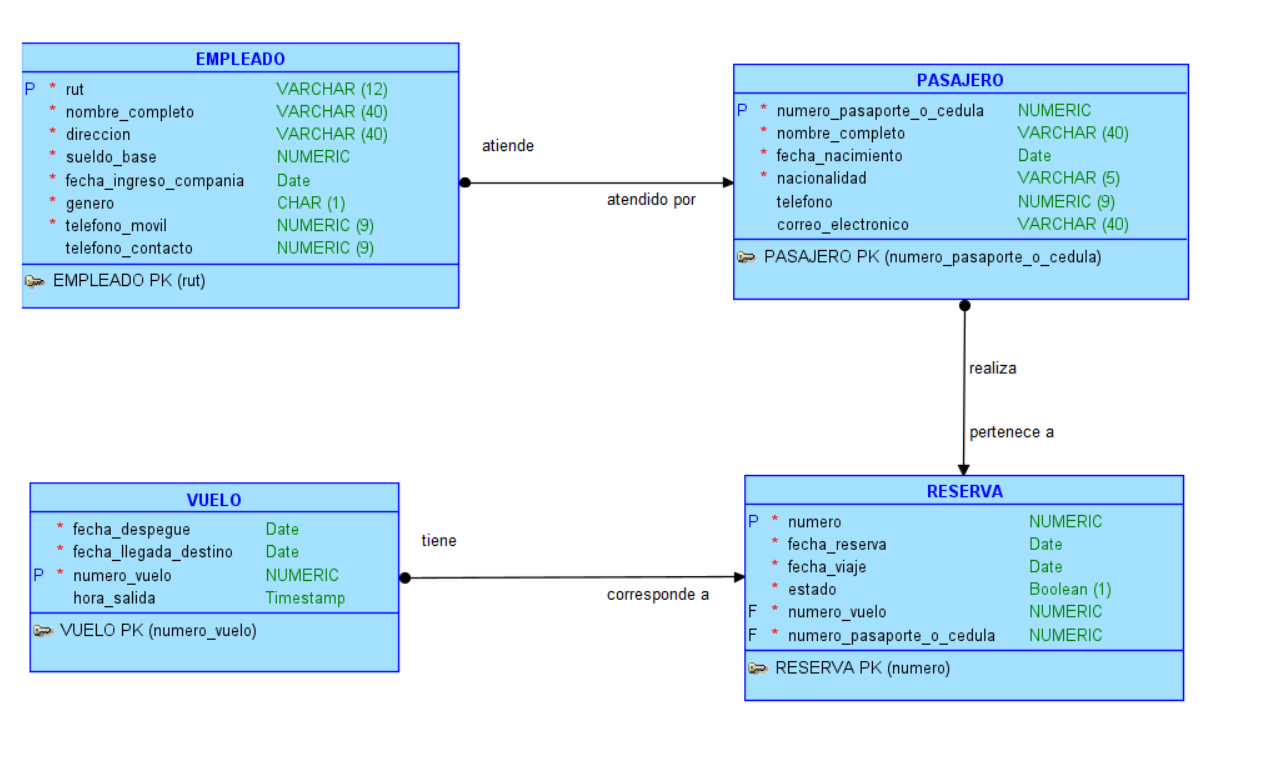 EMPLEADO
P * rut VARCHAR (12)
* nombre_completo VARCHAR (40)
* direccion VARCHAR (40)
* sueldo_base NUMERIC
* fecha_ingreso_compania Date
* genero CHAR (1)
* telefono_movil NUMERIC (9)
telefono_contacto NUMERIC (9)
EMPLEADO PK (rut)
atiende
atendido por
PASAJERO
P * numero_pasaporte_o_cedula NUMERIC
* nombre_completo VARCHAR (40)
* fecha_nacimiento Date
* nacionalidad VARCHAR (5)
telefono NUMERIC (9)
correo_electronico VARCHAR (40)
PASAJERO PK (numero_pasaporte_o_cedula)
realiza
pertenece a
VUELO
* fecha_despegue Date
* fecha_llegada_destino Date
P * numero_vuelo NUMERIC
hora_salida Timestamp
VUELO PK (numero_vuelo)
tiene
corresponde a
RESERVA
P * numero NUMERIC
* fecha_reserva Date
* fecha_viaje Date
* estado Boolean (1)
F * numero_vuelo NUMERIC
F * numero_pasaporte_o_cedula NUMERIC
RESERVA PK (numero)